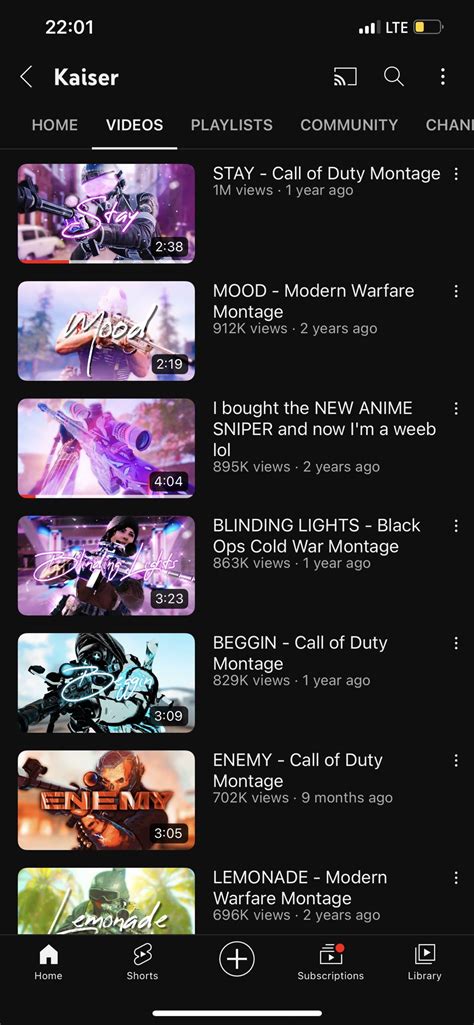 22:01
LTE
Kaiser
HOME VIDEOS PLAYLISTS COMMUNITY CHAN
Stay
2:38
STAY - Call of Duty Montage
1M views · 1 year ago
Mood
2:19
MOOD - Modern Warfare
Montage
912K views · 2 years ago
4:04
I bought the NEW ANIME
SNIPER and now I'm a weeb
lol
895K views · 2 years ago
Blinding Lights
3:23
BLINDING LIGHTS - Black
Ops Cold War Montage
863K views · 1 year ago
Beggin
3:09
BEGGIN - Call of Duty
Montage
829K views · 1 year ago
ENEMY
3:05
ENEMY - Call of Duty
Montage
702K views · 9 months ago
Lemonade
LEMONADE - Modern
Warfare Montage
696K views · 2 years ago
Home Shorts Subscriptions Library